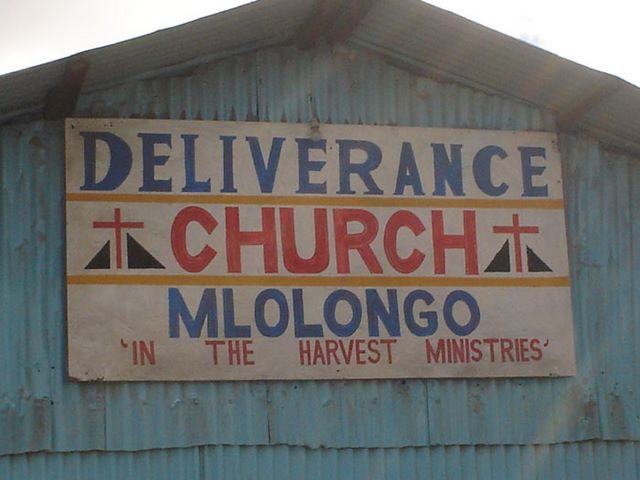 DELIVERANCE
CHURCH
MLOLONGO
'IN THE HARVEST MINISTRIES'